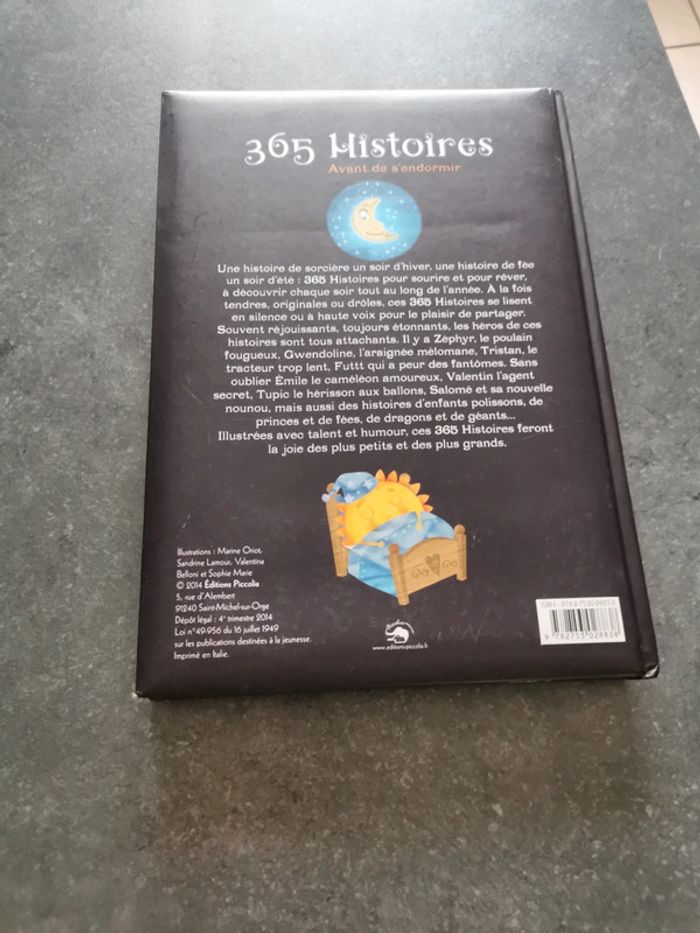 365 Histoires
Avant de s'endormir
Une histoire de sorcière un soir d'hiver, une histoire de fée
un soir d'été : 365 Histoires pour sourire et pour rêver,
à découvrir chaque soir tout au long de l'année. À la fois
tendres, originales ou drôles, ces 365 Histoires se lisent
en silence ou à haute voix pour le plaisir de partager.
Souvent réjouissants, toujours étonnants, les héros de ces
histoires sont tous attachants. Il y a Zéphyr, le poulain
fougueux, Gwendoline, l'araignée mélomane, Tristan, le
tracteur trop lent, Futtt qui a peur des fantômes. Sans
oublier Émile le caméléon amoureux, Valentin l'agent
secret, Tupic le hérisson aux ballons, Salomé et sa nouvelle
nounou, mais aussi des histoires d'enfants polissons, de
princes et de fées, de dragons et de géants...
Illustrées avec talent et humour, ces 365 Histoires feront
la joie des plus petits et des plus grands.
Illustrations : Marine Oriot,
Sandrine Lamour, Valentina
Belloni et Sophie Marie
© 2014 Éditions Piccolia
5, rue d'Alembert
91240 Saint-Michel-sur-Orge
Dépôt légal : 4e trimestre 2014
Loi n°49-956 du 16 juillet 1949
sur les publications destinées à la jeunesse.
Imprimé en Italie.
www.editions-piccolia.fr
9 782753 028838